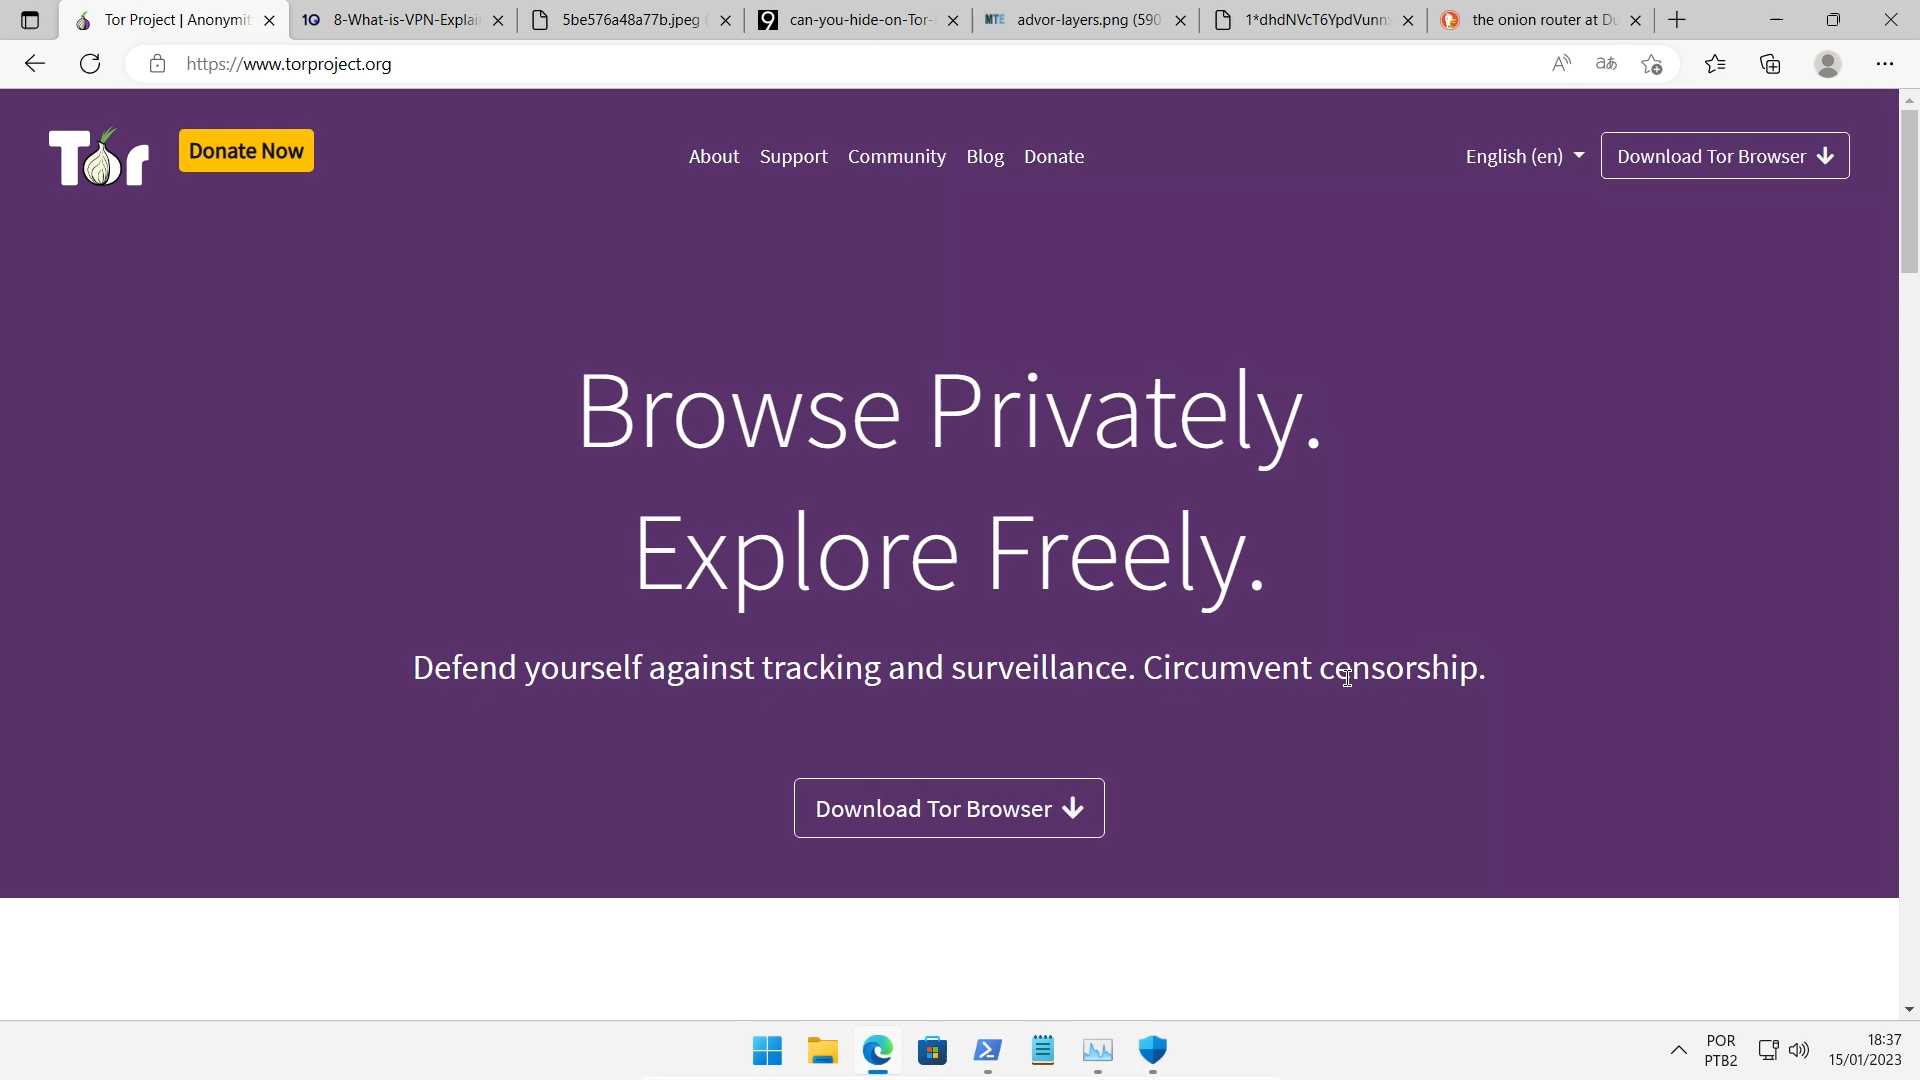 Tor Project | Anonymit
8-What-is-VPN-Explai
5be576a48a77b.jpeg
can-you-hide-on-Tor-
advor-layers.png (590
1*dhdNVcT6YpdVunn
the onion router at Du
https://www.torproject.org
Tor
Donate Now
About Support Community Blog Donate
English (en)
Download Tor Browser
Browse Privately.
Explore Freely.
Defend yourself against tracking and surveillance. Circumvent censorship.
Download Tor Browser
POR
PTB2
18:37
15/01/2023